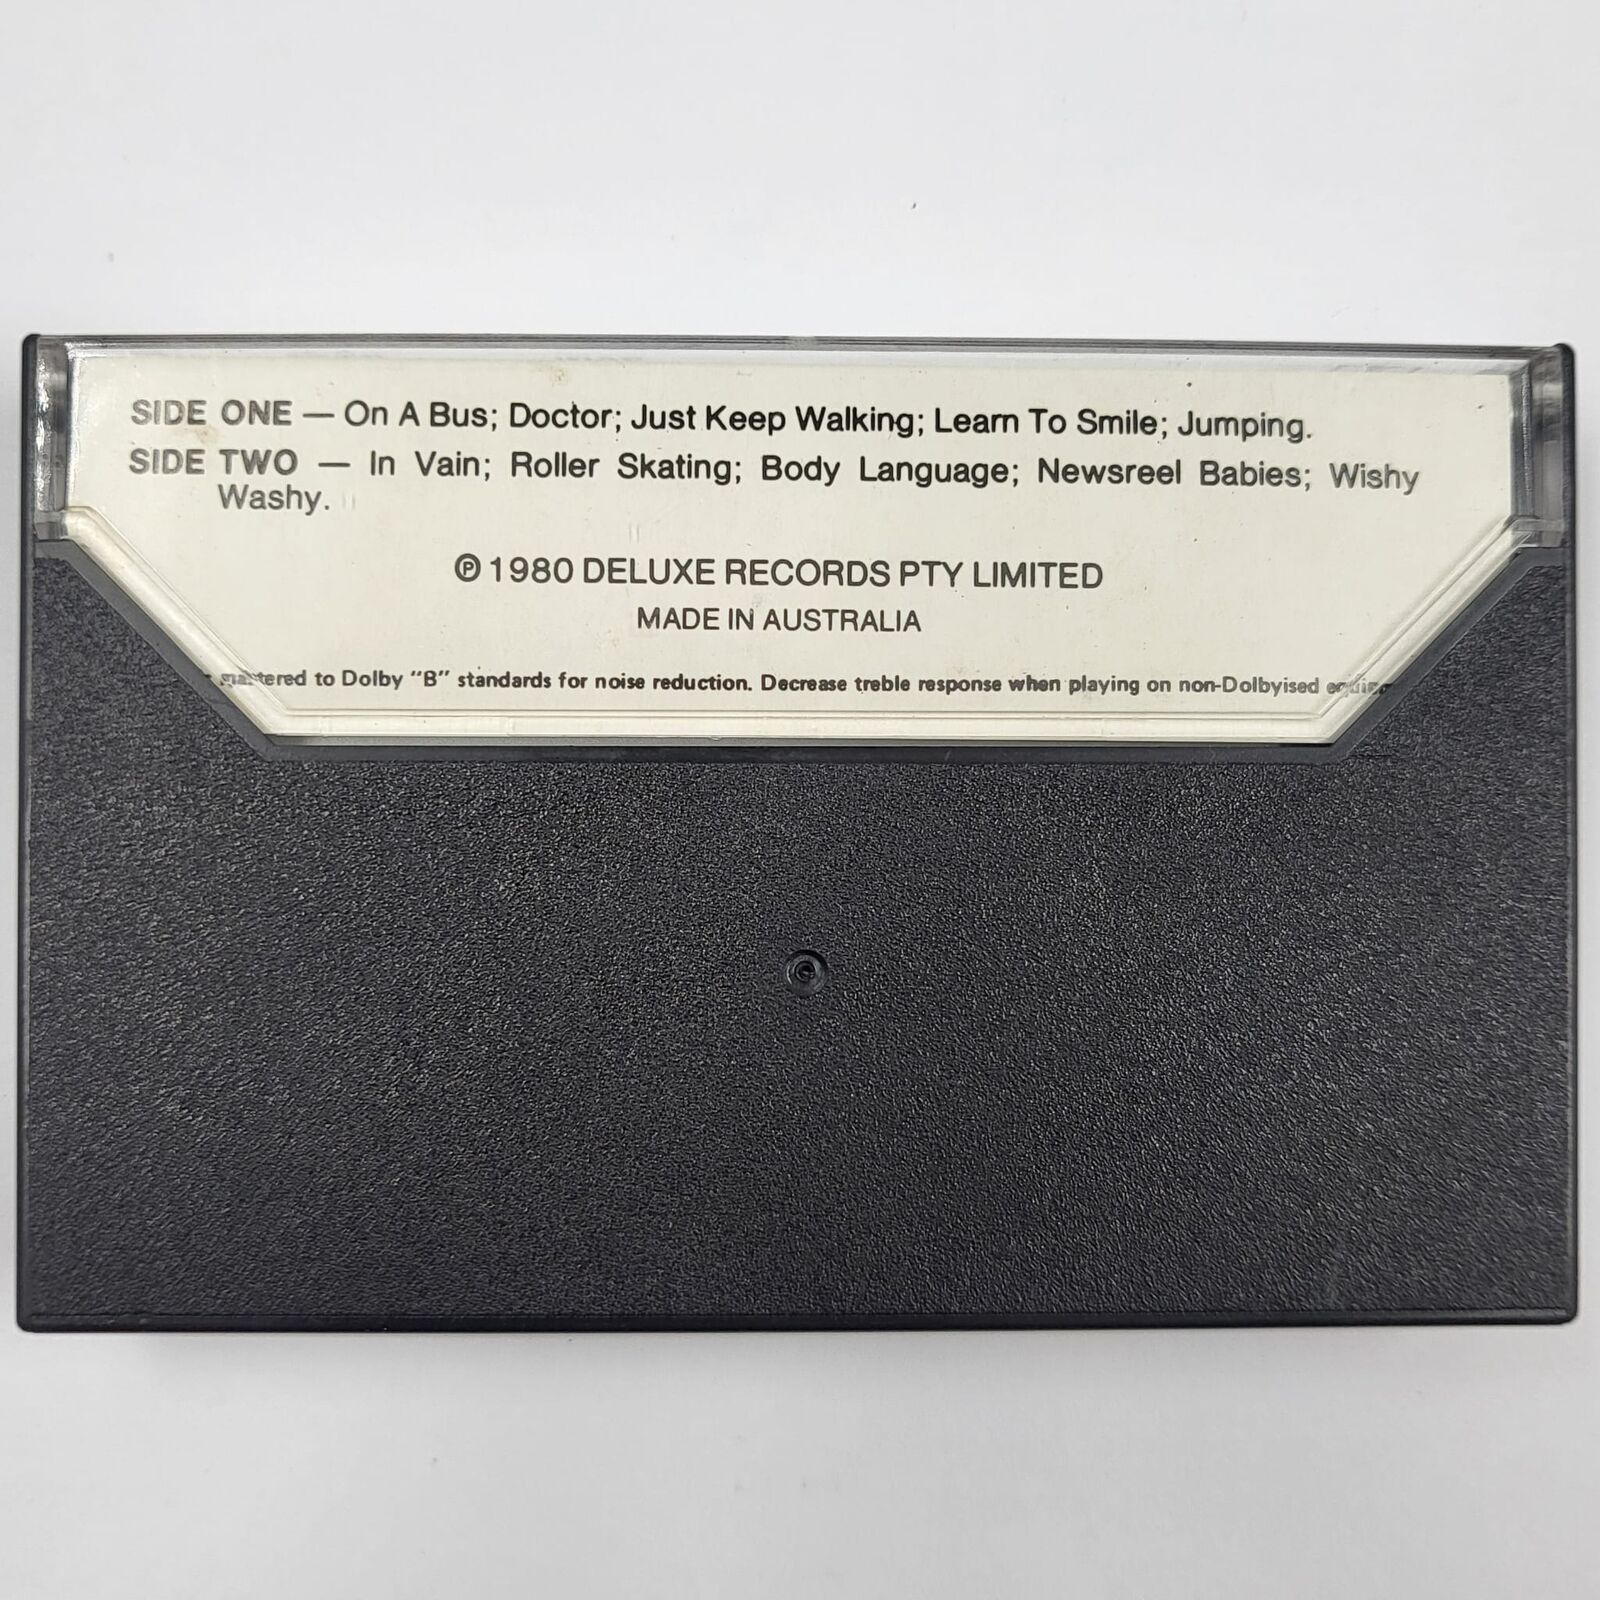 SIDE ONE — On A Bus; Doctor; Just Keep Walking; Learn To Smile; Jumping.
SIDE TWO — In Vain; Roller Skating; Body Language; Newsreel Babies; Wishy
Washy.
℗ 1980 DELUXE RECORDS PTY LIMITED
MADE IN AUSTRALIA
mastered to Dolby "B" standards for noise reduction. Decrease treble response when playing on non-Dolbyised